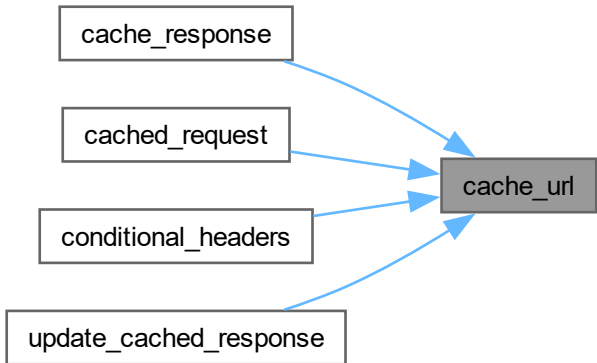 cache_response
cached_request
cache_url
conditional_headers
update_cached_response